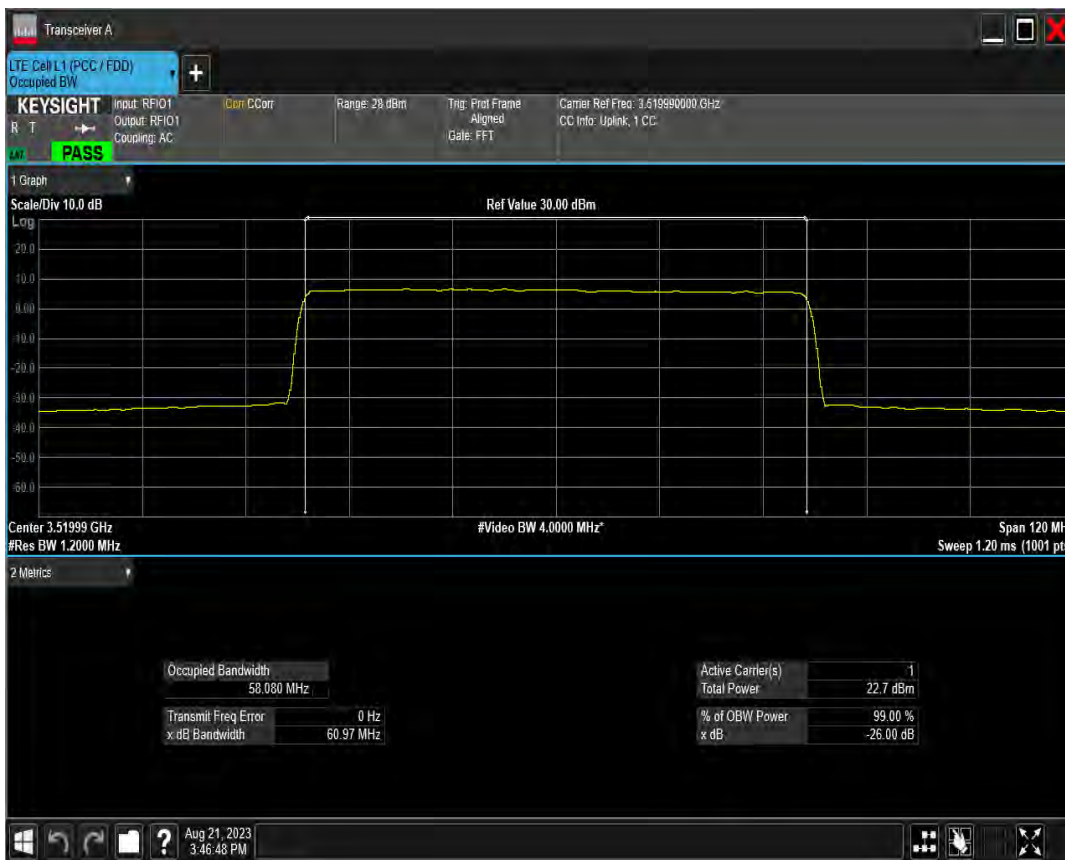 Transceiver A
LTE Cell L1 (PCC / FDD)
Occupied BW
+
KEYSIGHT
R T
LNI
PASS
Input: RFIO1
Output: RFIO1
Coupling: AC
Corr CCorr
Range: 28 dBm
Trig: Prot Frame
Aligned
Gate: FFT
Carrier Ref Freq: 3.519990000 GHz
CC Info: Uplink, 1 CC
1 Graph
Scale/Div 10.0 dB
Ref Value 30.00 dBm
Log
20.0
10.0
0.00
-10.0
-20.0
-30.0
-40.0
-50.0
-60.0
Center 3.51999 GHz
#Video BW 4.0000 MHz*
Span 120 MH
#Res BW 1.2000 MHz
Sweep 1.20 ms (1001 pt
2 Metrics
Occupied Bandwidth
58.080 MHz
Transmit Freq Error 0 Hz
x dB Bandwidth 60.97 MHz
Active Carrier(s) 1
Total Power 22.7 dBm
% of OBW Power 99.00 %
x dB -26.00 dB
?
Aug 21, 2023
3:46:48 PM